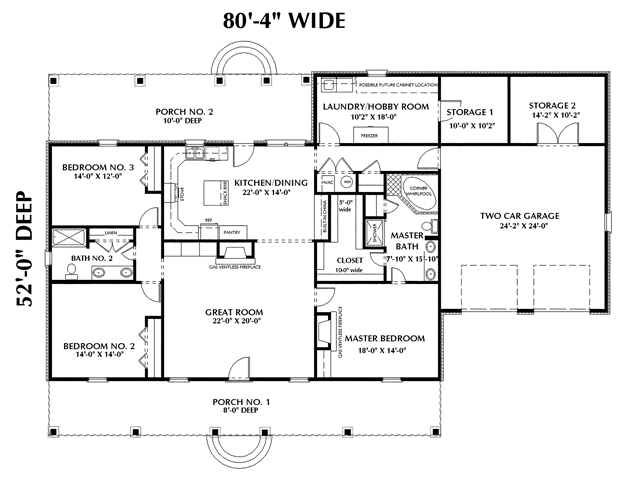 80'-4" WIDE
52'-0" DEEP
PORCH NO. 2
10'-0" DEEP
POSSIBLE FUTURE CABINET LOCATION
LAUNDRY/HOBBY ROOM
10'2" X 18'-0"
FREEZER
STORAGE 1
10'-0" X 10'2"
STORAGE 2
14'-2" X 10'-2"
BEDROOM NO. 3
14'-0" X 12'-0"
STOVE
SNACK BAR
KITCHEN/DINING
22'-0" X 14'-0"
REF
PANTRY
HVAC
WH
BUILT-IN CHINA
5'-0"
wide
SHOWER
CORNER
WHIRLPOOL
MASTER
BATH
7'-10" X 15'-10"
TWO CAR GARAGE
24'-2" X 24'-0"
LINEN
BATH NO. 2
GAS VENTLESS FIREPLACE
CLOSET
10-0" wide
GREAT ROOM
22'-0" X 20'-0"
GAS VENTLESS FIREPLACE
BEDROOM NO. 2
14'-0" X 14'-0"
MASTER BEDROOM
18'-0" X 14'-0"
PORCH NO. 1
8'-0" DEEP